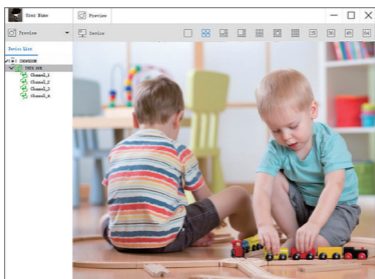 User Name
Preview
Preview
Device
Device List
Channel_1
Channel_2
Channel_3
Channel_4